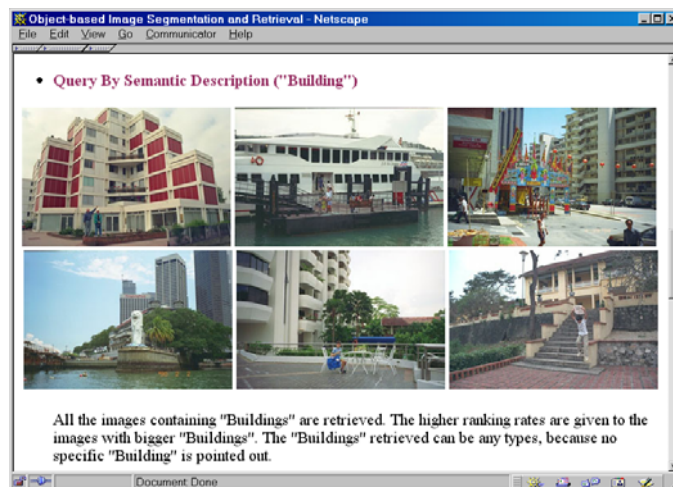 Object-based Image Segmentation and Retrieval - Netscape
File Edit View Go Communicator Help
Query By Semantic Description ("Building")
All the images containing "Buildings" are retrieved. The higher ranking rates are given to the
images with bigger "Buildings". The "Buildings" retrieved can be any types, because no
specific "Building" is pointed out.
Document Done